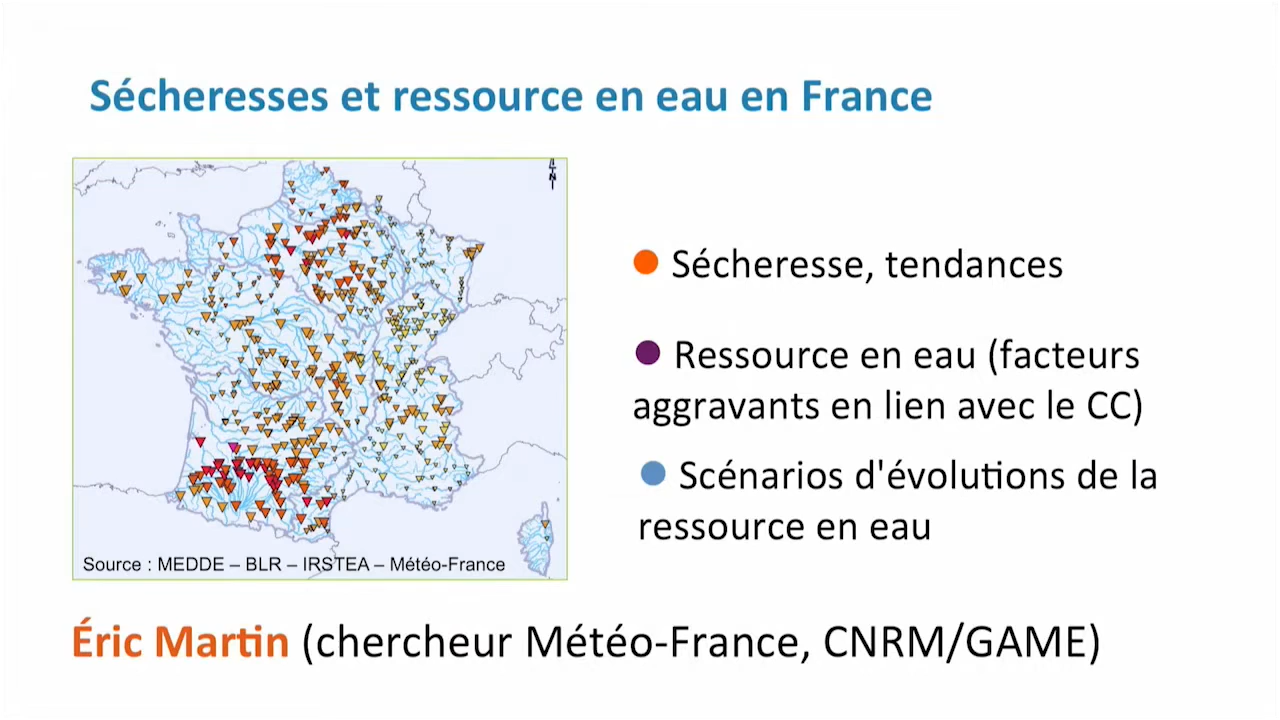 Sécheresses et ressource en eau en France
Sécheresse, tendances
Ressource en eau (facteurs
aggravants en lien avec le CC)
Scénarios d'évolutions de la
ressource en eau
Source : MEDDE – BLR – IRSTEA – Météo-France
Éric Martin (chercheur Météo-France, CNRM/GAME)